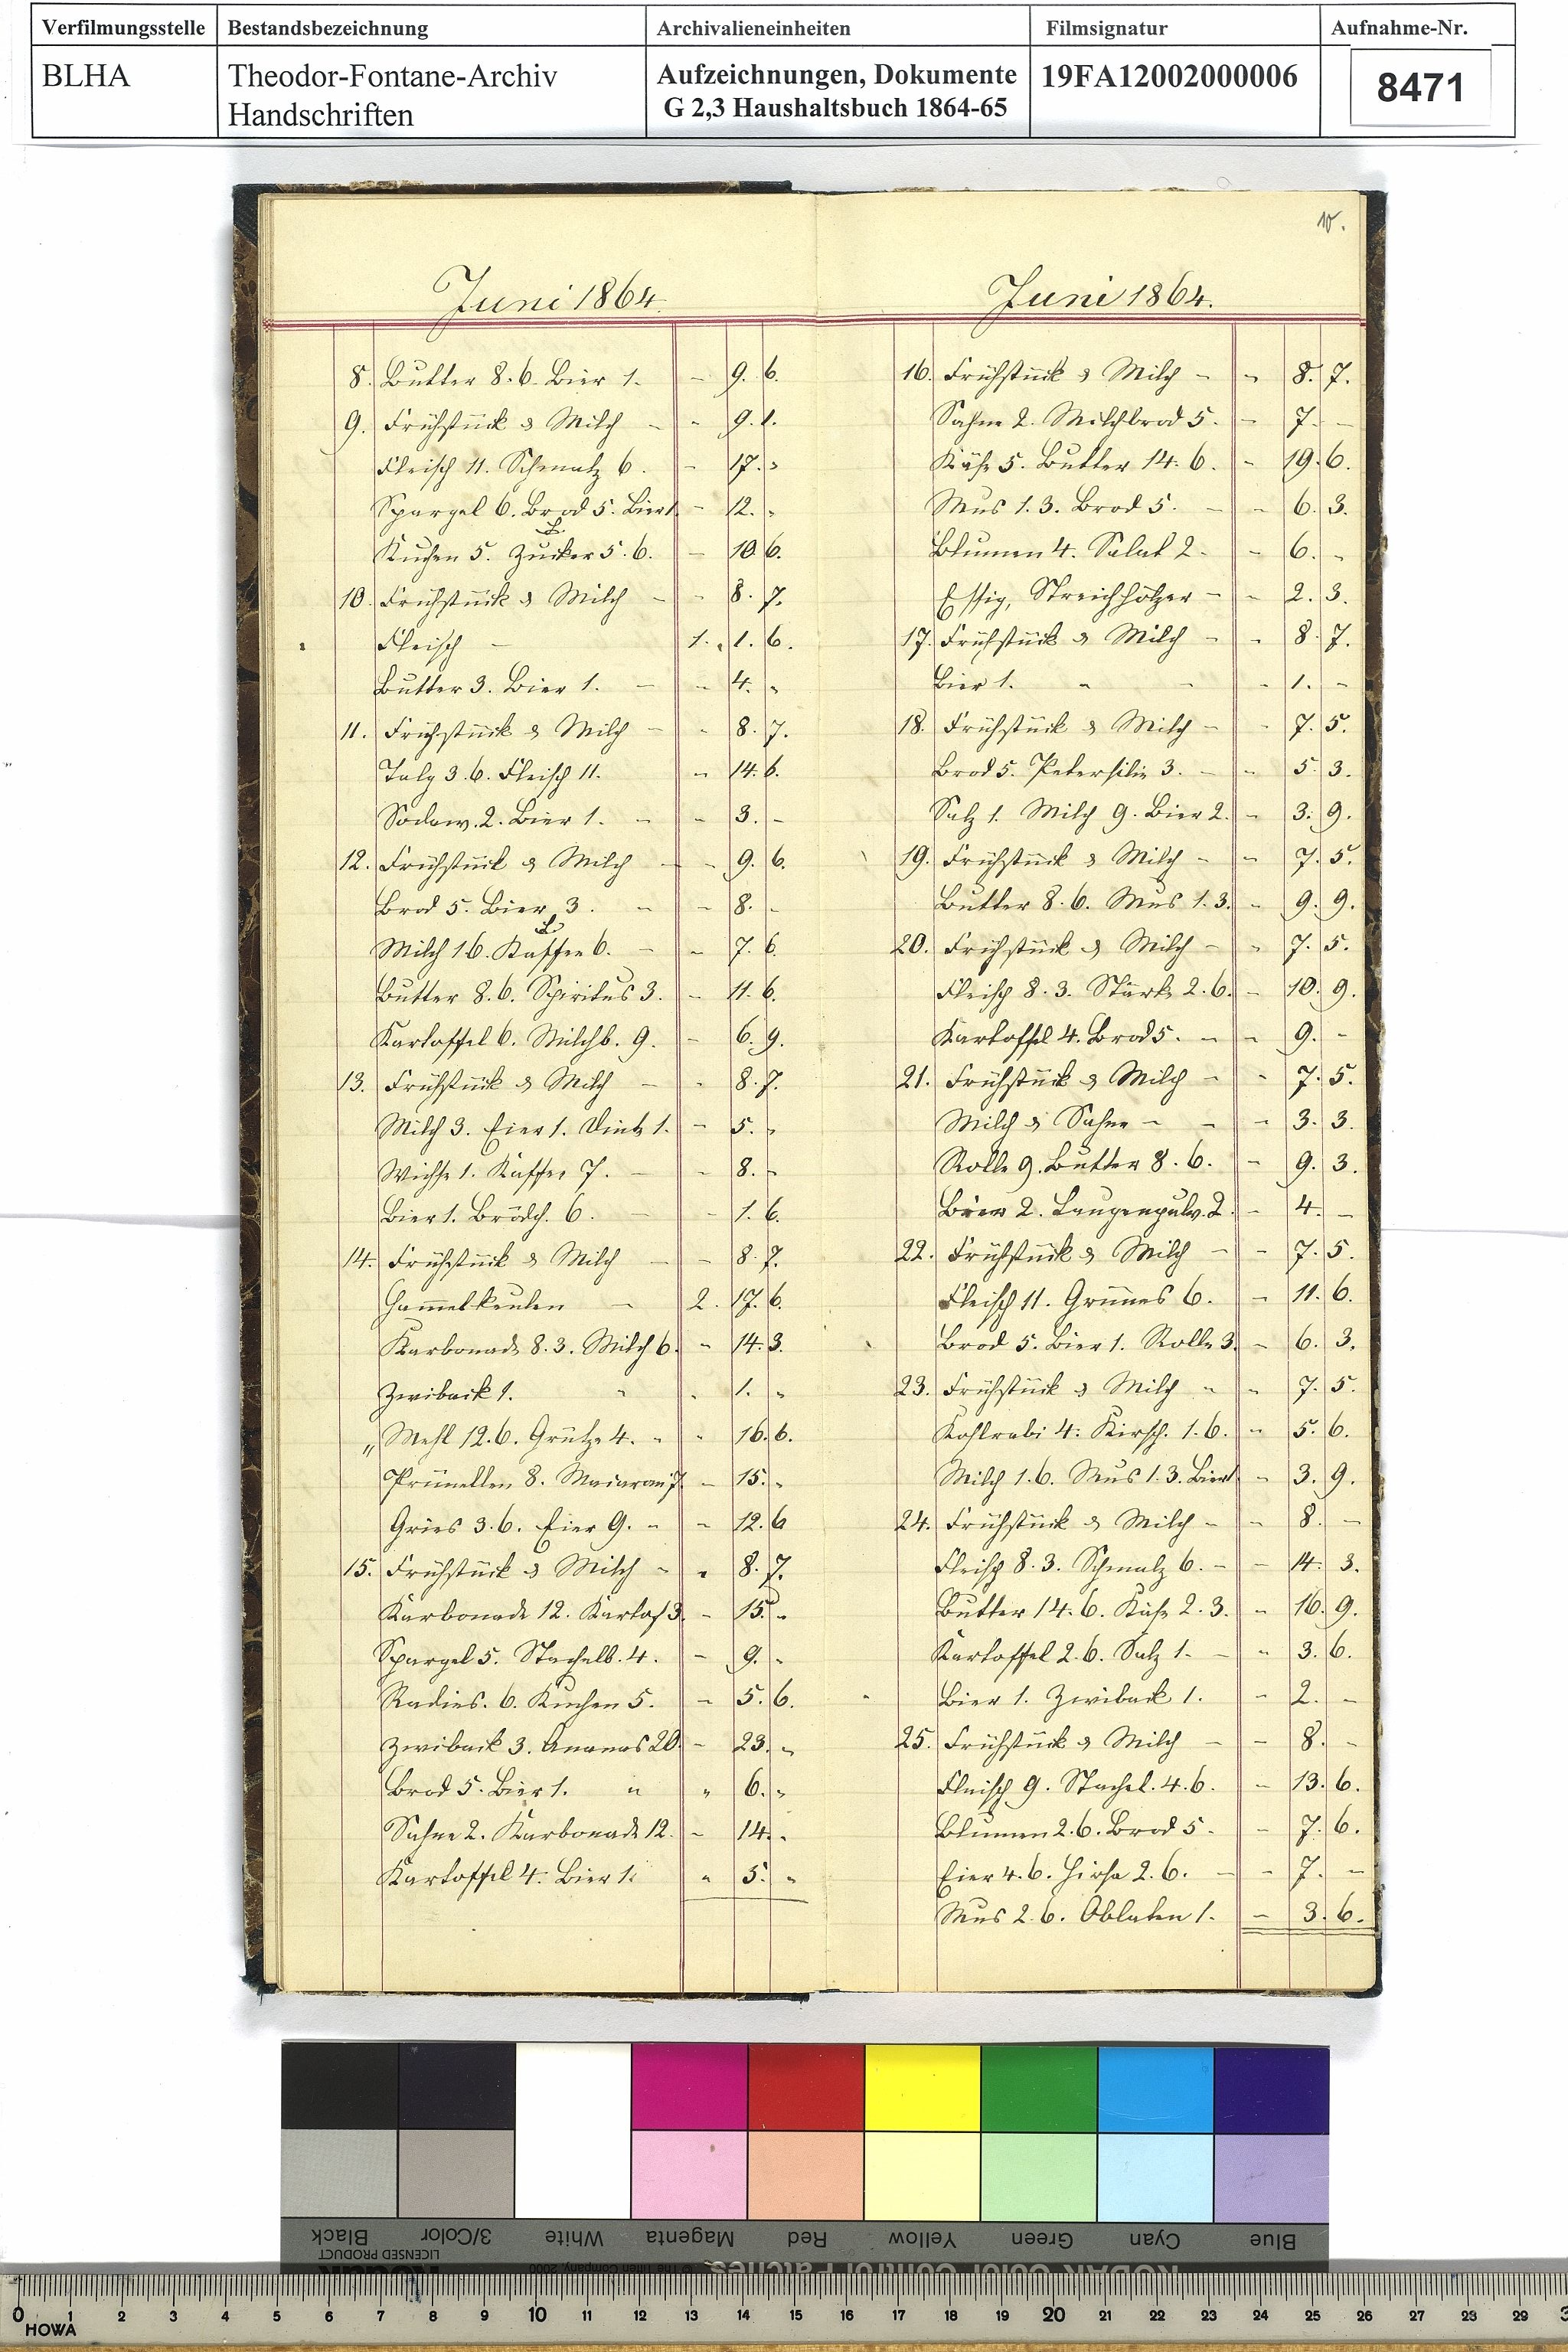 Verfilmungsstelle Bestandsbezeichnung Archivalieneinheiten Filmsignatur Aufnahme-Nr.
BLHA Theodor-Fontane-Archiv Handschriften Aufzeichnungen, Dokumente G 2,3 Haushaltsbuch 1864-65 19FA12002000006 8471
Juni 1864.
8. Butter 8.6. Bier 1. - 9. 6.
9. Frühstück & Milch - - 9. 1.
Fleisch 11. Schmalz 6. - 17. -
Spargel 6. Brod 5. Bier 1. - 12. -
Kuchen 5. Zucker 5.6. - 10. 6.
10. Frühstück & Milch - - 8. 7.
Fleisch - 1. 1. 6.
Butter 3. Bier 1. - - 4. -
11. Frühstück & Milch - - 8. 7.
Talg 3.6. Fleisch 11. - 14. 6.
Sodaw. 2. Bier 1. - - 3. -
12. Frühstück & Milch - - 9. 6.
Brod 5. Bier 3. - - 8. -
Milch 1 6. Kaffee 6. - - 7. 6.
Butter 8.6. Spiritus 3. - 11. 6.
Kartoffel 6. Milchb. 9. - 6. 9.
13. Frühstück & Milch - - 8. 7.
Milch 3. Eier 1. Dinte 1. - 5. -
Wichse 1. Kaffee 7. - - 8. -
Bier 1. Brödch. 6. - - 1. 6.
14. Frühstück & Milch - - 8. 7.
Hammelkeulen - 2. 17. 6.
Karbonade 8.3. Milch 6. - 14. 3.
Zwiback 1. - - 1. -
" Mehl 12.6. Grütze 4. - - 16. 6.
Prünellen 8. Maiaran 7. - 15. -
Gries 3.6. Eier 9. - - 12. 6
15. Frühstück & Milch - - 8. 7.
Karbonade 12. Kartof 3. - 15. -
Spargel 5. Stachelb. 4. - 9. -
Radies. 6. Kuchen 5. - 5. 6.
Zwiback 3. Ananas 20. - 23. -
Brod 5. Bier 1. " " 6. -
Sahne 2. Karbonade 12. - 14. -
Kartoffel 4. Bier 1. " 5. "
10.
Juni 1864.
16. Frühstück & Milch - - 8. 7.
Sahne 2. Milchbrod 5. - 7. -
Käse 5. Butter 14.6. - 19. 6.
Mus 1.3. Brod 5. - - 6. 3.
Blumen 4. Salat 2. - 6. -
Essig, Streichhölzer - - 2. 3.
17. Frühstück & Milch - - 8. 7.
Bier 1. - - - 1. -
18. Frühstück & Milch - - 7. 5.
Brod 5. Petersilie 3. - - 5. 3.
Salz 1. Milch 9. Bier 2. - 3. 9.
19. Frühstück & Milch - - 7. 5.
Butter 8.6. Mus 1.3. - 9. 9.
20. Frühstück & Milch - - 7. 5.
Fleisch 8.3. Stärke 2.6. - 10. 9.
Kartoffel 4. Brod 5. - - 9. -
21. Frühstück & Milch - - 7. 5.
Milch & Sahne - - - 3. 3.
Rolle 9. Butter 8.6. - 9. 3.
Bier 2. Laugenpulv. 2. - 4. -
22. Frühstück & Milch - - 7. 5.
Fleisch 11. Grünes 6. - 11. 6.
Brod 5. Bier 1. Rolle 3. - 6. 3.
23. Frühstück & Milch - - 7. 5.
Kohlrabi 4. Kirsch. 1.6. - 5. 6.
Milch 1.6. Mus 1.3. Bier 1 - 3. 9.
24. Frühstück & Milch - - 8. -
Fleisch 8.3. Schmalz 6. - - 14. 3.
Butter 14.6. Käse 2.3. - 16. 9.
Kartoffel 2.6. Salz 1. - - 3. 6.
Bier 1. Zwiback 1. - 2. -
25. Frühstück & Milch - - 8. -
Fleisch 9. Stachel. 4.6. - 13. 6.
Blumen 2.6. Brod 5. - 7. 6.
Eier 4.6. Hirse 2.6. - - 7. -
Mus 2.6. Oblaten 1. - 3. 6.
Black 3/Color White Magenta Red Yellow Green Cyan Blue
LICENSED PRODUCT
Kodak © The Tiffen Company, 2000 KODAK Color Control Patches
0 1 2 3 4 5 6 7 8 9 10 11 12 13 14 15 16 17 18 19 20 21 22 23 24 25 26 27 28 29 3
HOWA